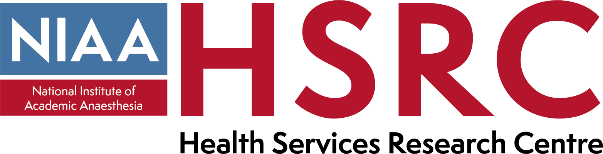 NIAA
National Institute of
Academic Anaesthesia
HSRC
Health Services Research Centre